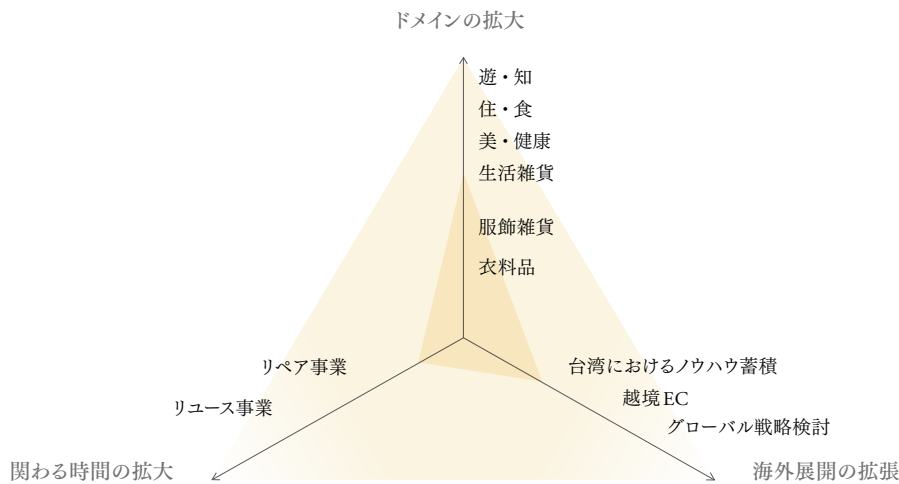 ドメインの拡大
遊・知
住・食
美・健康
生活雑貨
服飾雑貨
衣料品
リペア事業
リユース事業
関わる時間の拡大
台湾におけるノウハウ蓄積
越境EC
グローバル戦略検討
海外展開の拡張